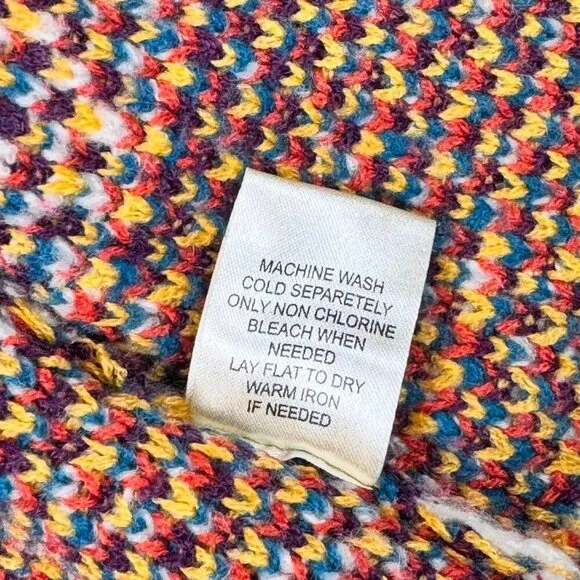 MACHINE WASH
COLD SEPARETELY
ONLY NON CHLORINE
BLEACH WHEN
NEEDED
LAY FLAT TO DRY
WARM IRON
IF NEEDED